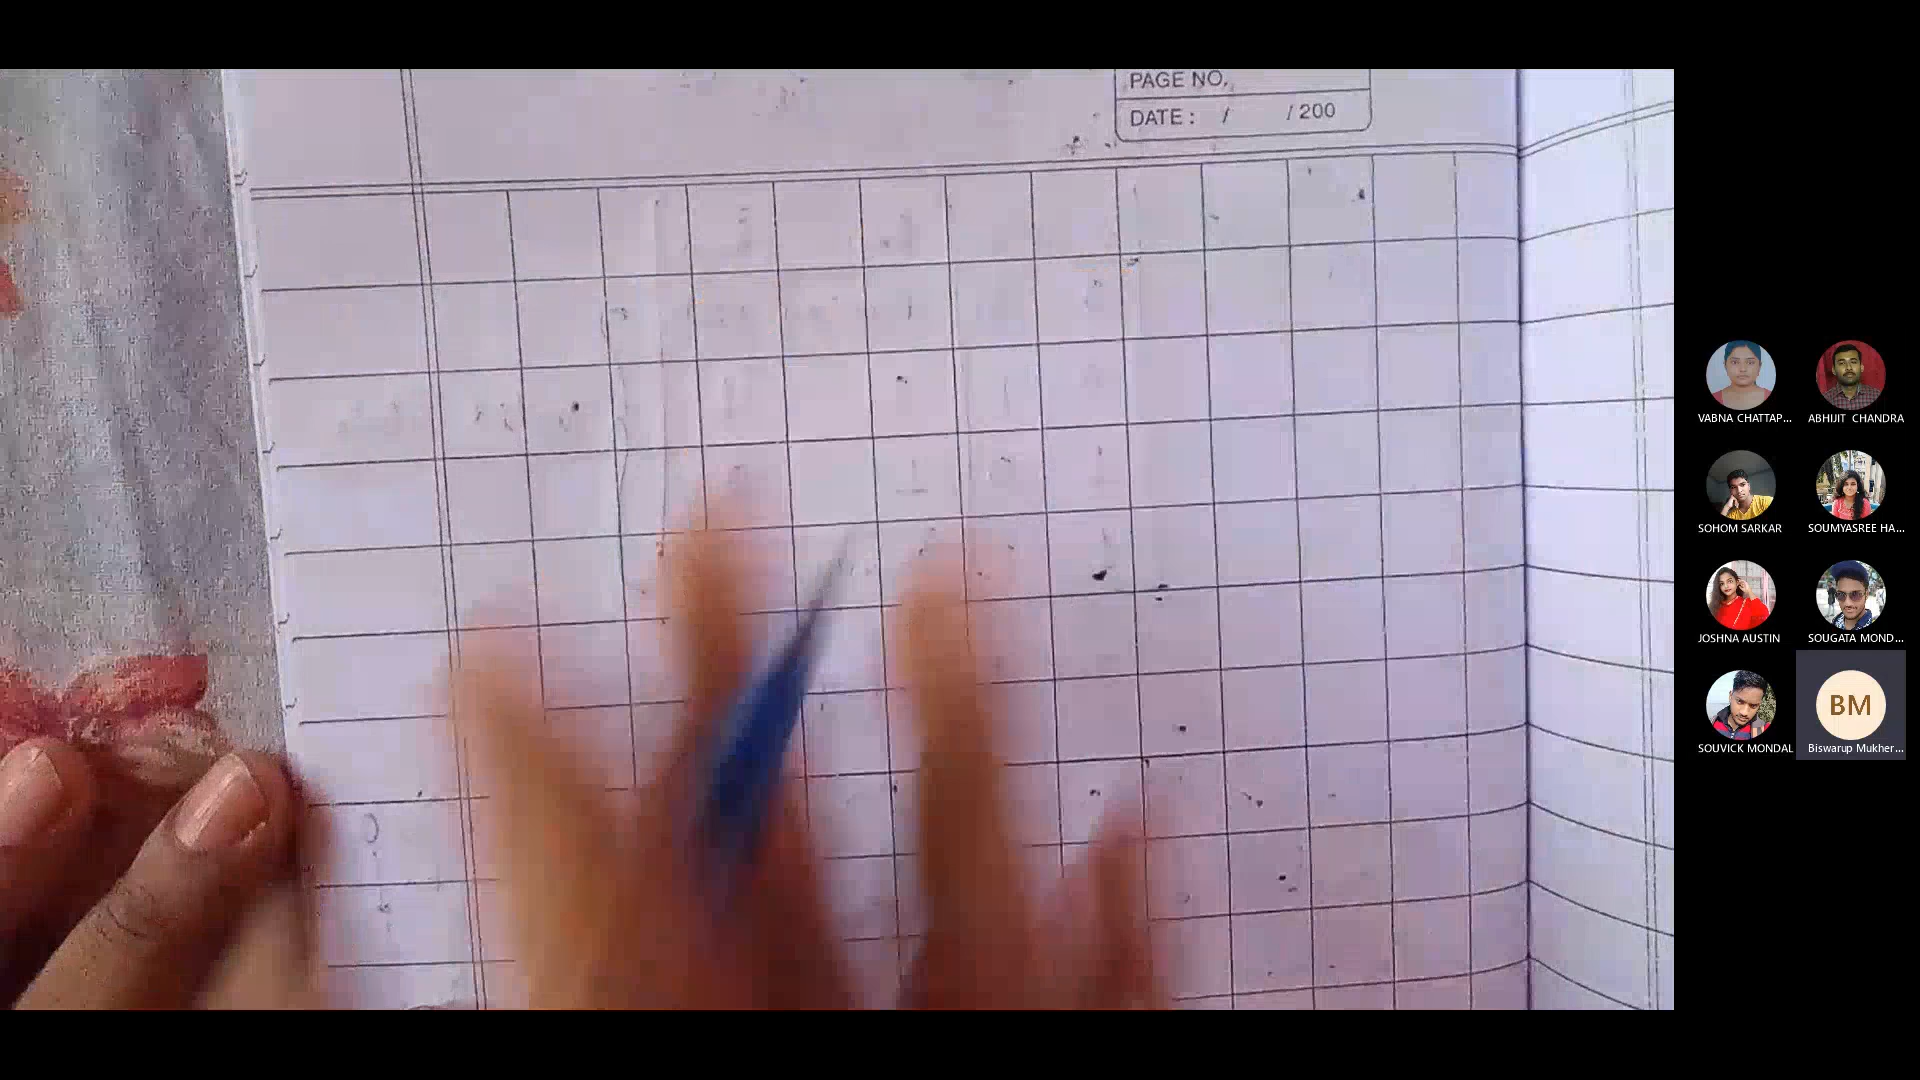 PAGE NO.
DATE : / / 200
VABNA CHATTAP...
ABHIJIT CHANDRA
SOHOM SARKAR
SOUMYASREE HA...
JOSHNA AUSTIN
SOUGATA MOND...
SOUVICK MONDAL
BM
Biswarup Mukher...